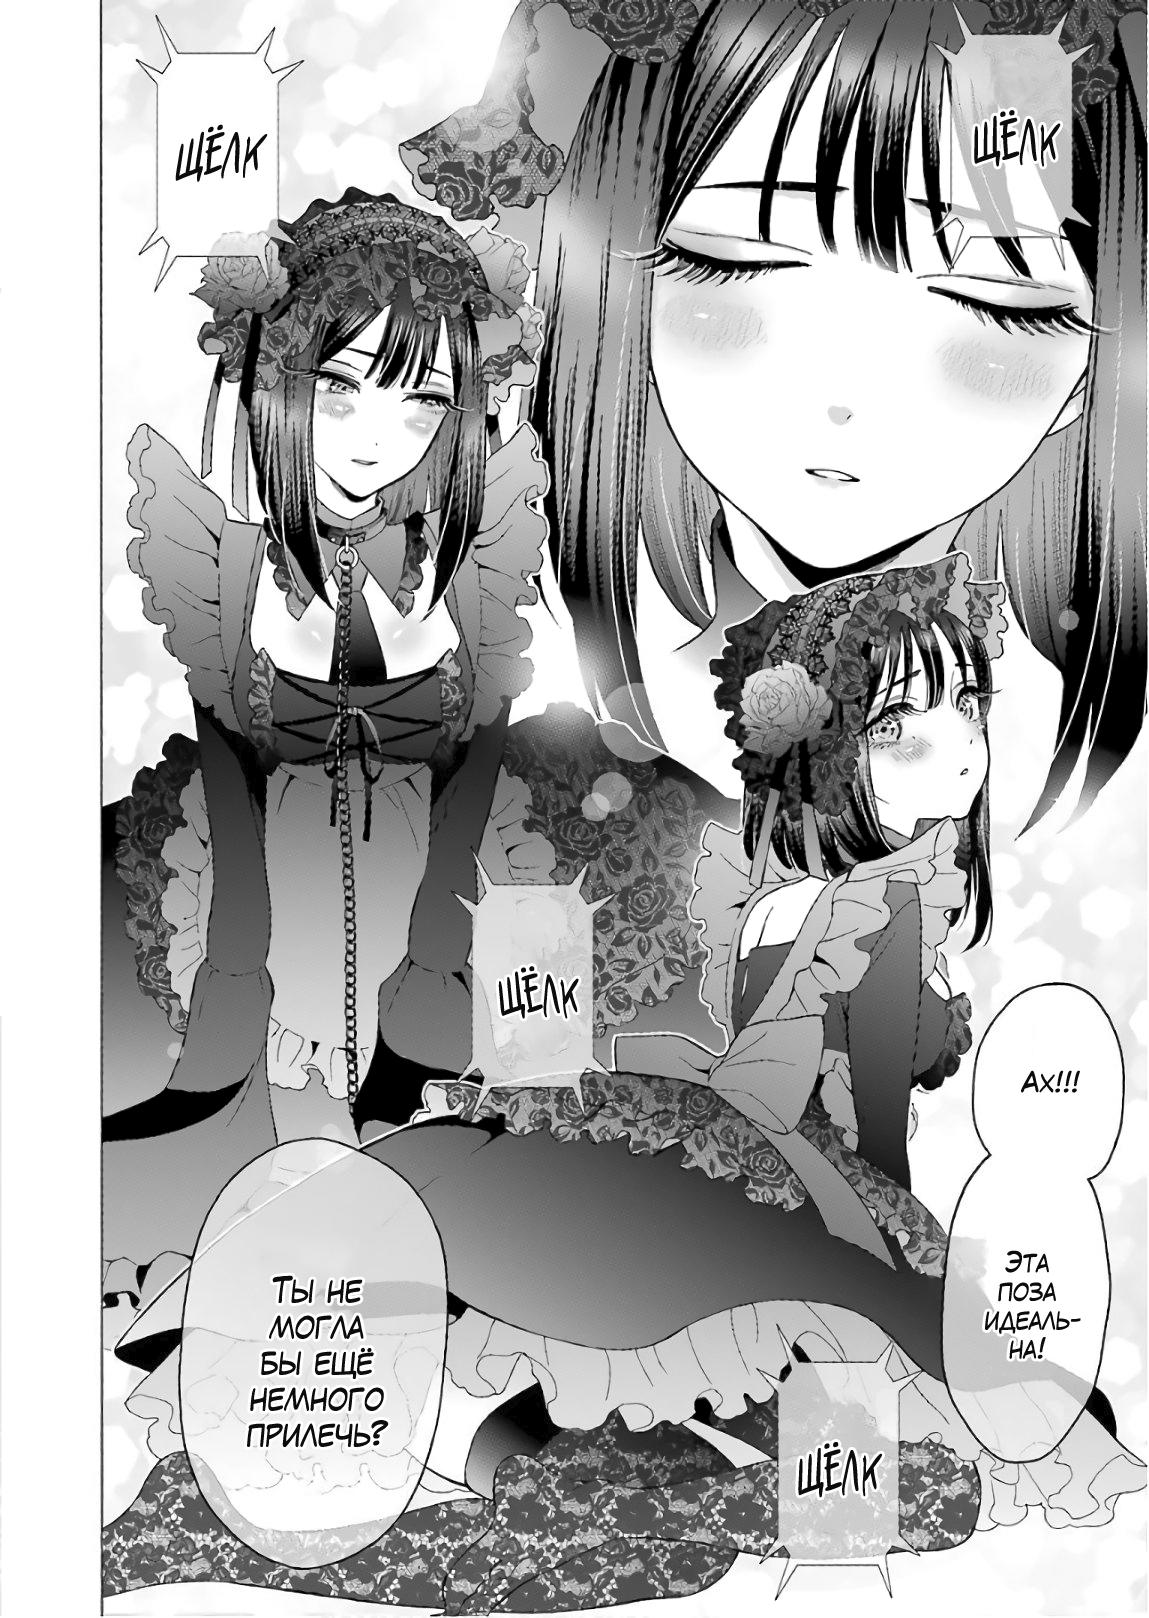 ЩЁЛК
ЩЁЛК
ЩЁЛК
Ах!!!
Эта
поза
идеаль-
на!
Ты не
могла
бы ещё
немного
прилечь?
ЩЁЛК